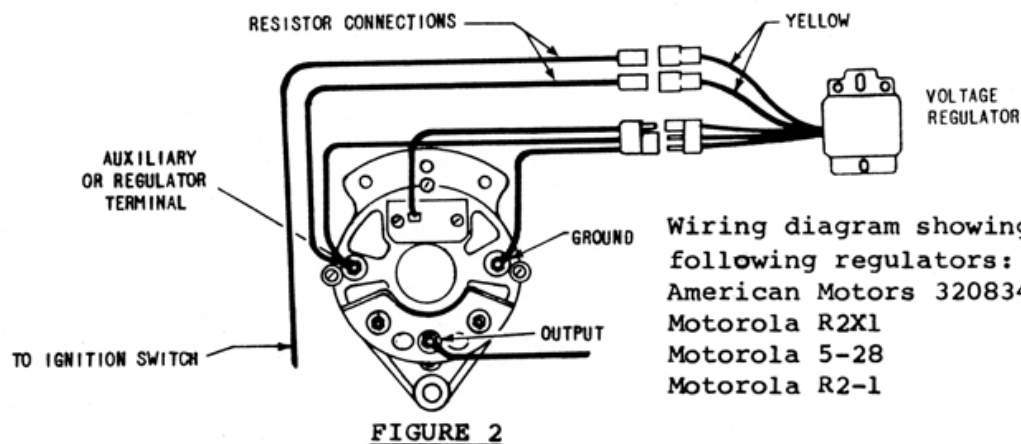 RESISTOR CONNECTIONS
YELLOW
VOLTAGE
REGULATOR
AUXILIARY
OR REGULATOR
TERMINAL
GROUND
Wiring diagram showing
following regulators:
American Motors 320834
Motorola R2X1
Motorola 5-28
Motorola R2-1
OUTPUT
TO IGNITION SWITCH
FIGURE 2